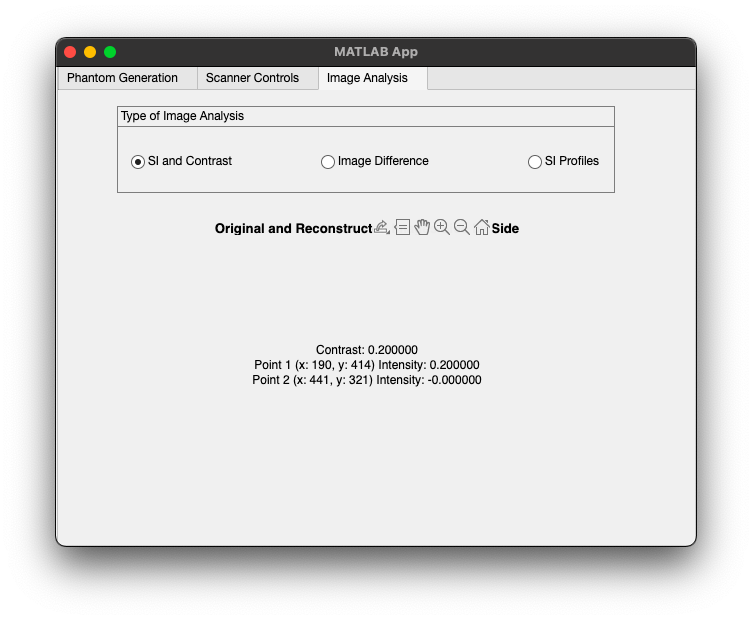 MATLAB App
Phantom Generation Scanner Controls Image Analysis
Type of Image Analysis
SI and Contrast Image Difference SI Profiles
Original and Reconstruct Side
Contrast: 0.200000
Point 1 (x: 190, y: 414) Intensity: 0.200000
Point 2 (x: 441, y: 321) Intensity: -0.000000